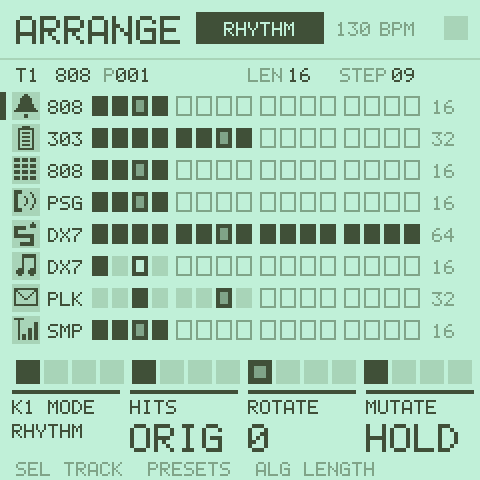 ARRANGE RHYTHM 130 BPM
T1 808 P001 LEN 16 STEP 09
808 16
303 32
808 16
PSG 16
DX7 64
DX7 16
PLK 32
SMP 16
K1 MODE HITS ROTATE MUTATE
RHYTHM ORIG 0 HOLD
SEL TRACK PRESETS ALG LENGTH